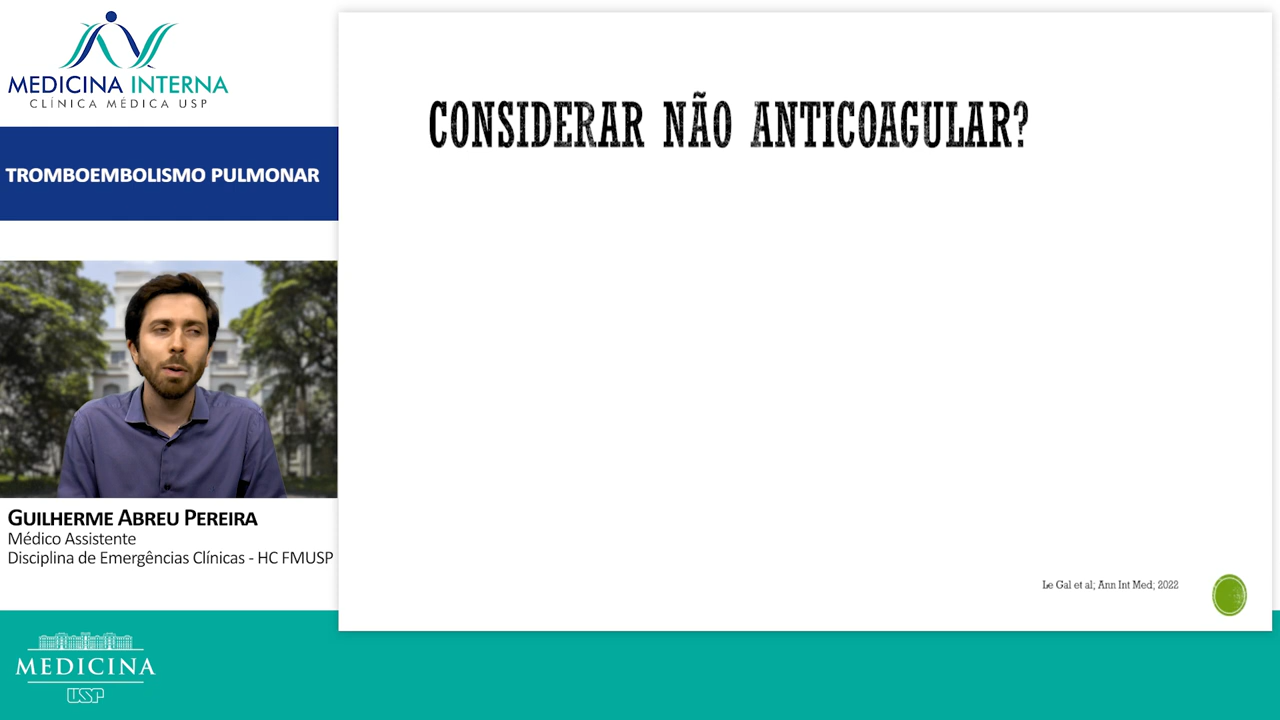 MEDICINA INTERNA
CLÍNICA MÉDICA USP
TROMBOEMBOLISMO PULMONAR
CONSIDERAR NÃO ANTICOAGULAR?
GUILHERME ABREU PEREIRA
Médico Assistente
Disciplina de Emergências Clínicas - HC FMUSP
Le Gal et al; Ann Int Med; 2022
MEDICINA
USP